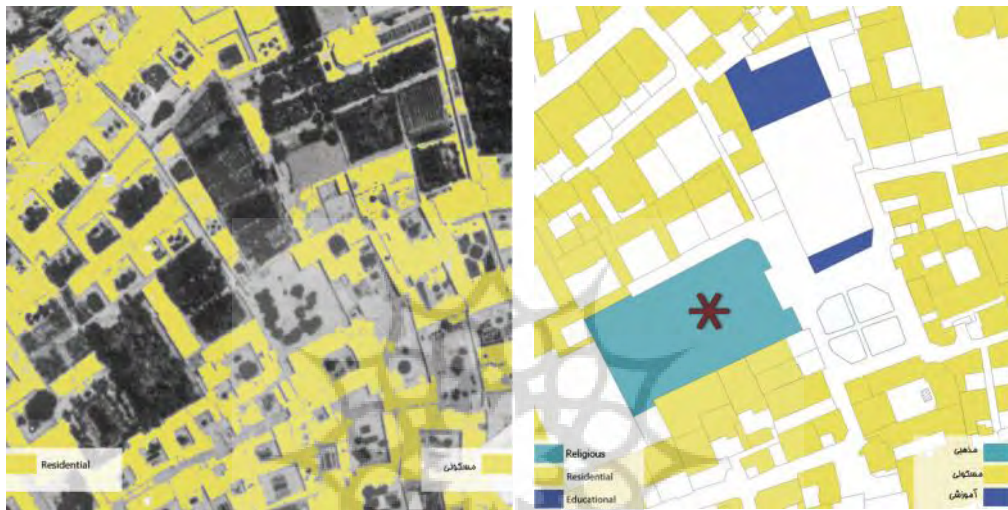 Residential
مسکونی
Religious
Residential
Educational
مذهبی
مسکونی
آموزشی